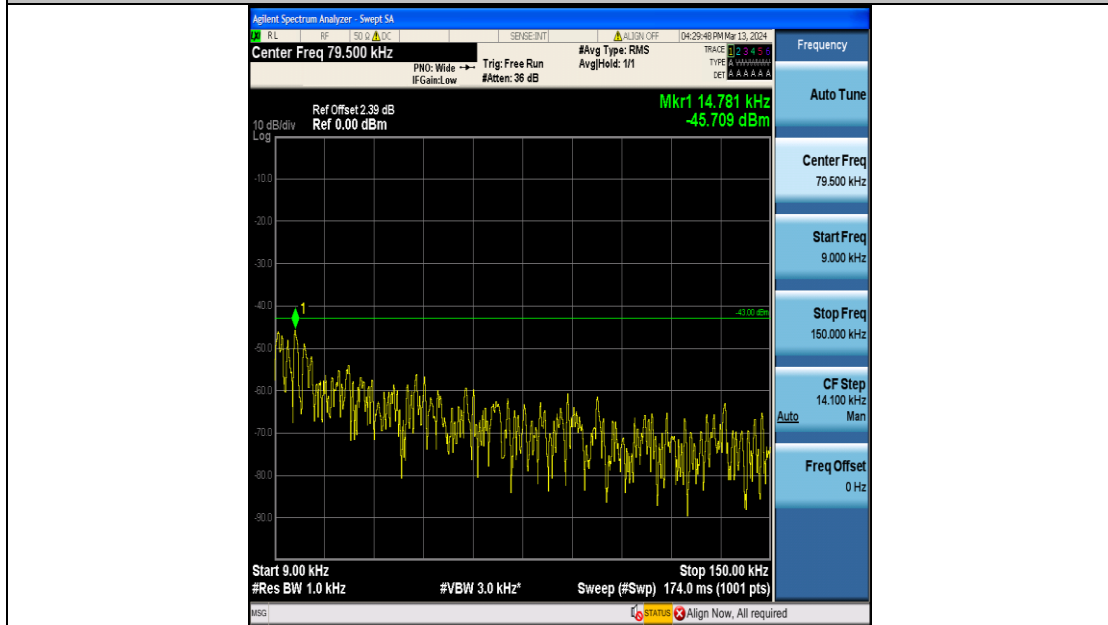 Agilent Spectrum Analyzer - Swept SA
RL RF 50 Ω DC SENSE:INT ALIGN OFF 04:29:48 PM Mar 13, 2024
Center Freq 79.500 kHz
PNO: Wide
IFGain:Low
Trig: Free Run
#Atten: 36 dB
#Avg Type: RMS
Avg|Hold: 1/1
TRACE 1 2 3 4 5 6
TYPE A
DET A A A A A A
Ref Offset 2.39 dB
Ref 0.00 dBm
10 dB/div
Log
Mkr1 14.781 kHz
-45.709 dBm
-10.0
-20.0
-30.0
-40.0
-50.0
-60.0
-70.0
-80.0
-90.0
1
-43.00 dBm
Start 9.00 kHz
Stop 150.00 kHz
#Res BW 1.0 kHz
#VBW 3.0 kHz*
Sweep (#Swp) 174.0 ms (1001 pts)
MSG
STATUS
Align Now, All required
Frequency
Auto Tune
Center Freq
79.500 kHz
Start Freq
9.000 kHz
Stop Freq
150.000 kHz
CF Step
14.100 kHz
Auto Man
Freq Offset
0 Hz